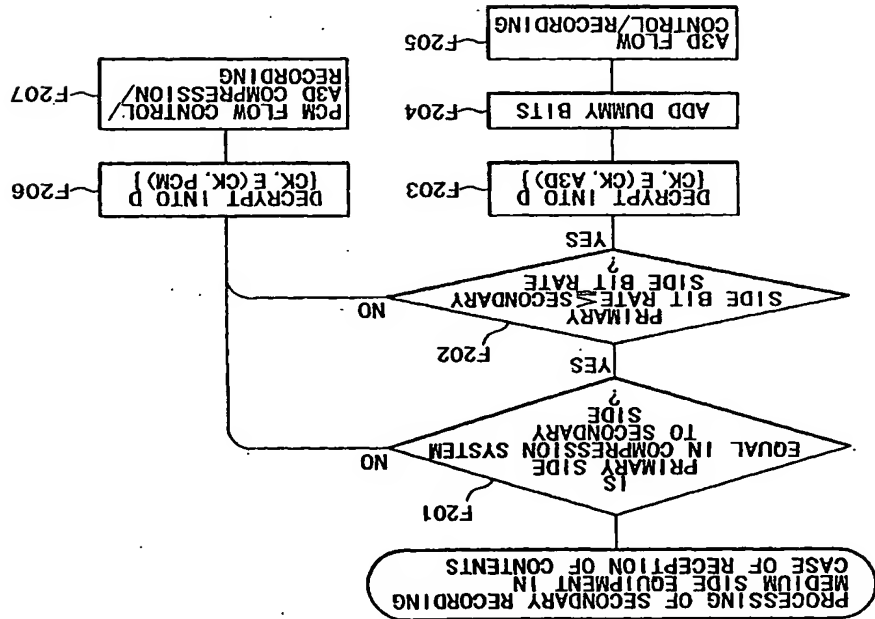 PROCESSING OF SECONDARY RECORDING
MEDIUM SIDE EQUIPMENT IN
CASE OF RECEPTION OF CONTENTS
F201
IS
PRIMARY SIDE
EQUAL IN COMPRESSION SYSTEM
TO SECONDARY
SIDE
?
NO
YES
F202
PRIMARY
SIDE BIT RATE≦SECONDARY
SIDE BIT RATE
?
NO
YES
F203
DECRYPT INTO D
{CK, E(CK, A3D)}
F204
ADD DUMMY BITS
F205
A3D FLOW
CONTROL/RECORDING
F206
DECRYPT INTO D
{CK, E(CK, PCM)}
F207
PCM FLOW CONTROL/
A3D COMPRESSION/
RECORDING